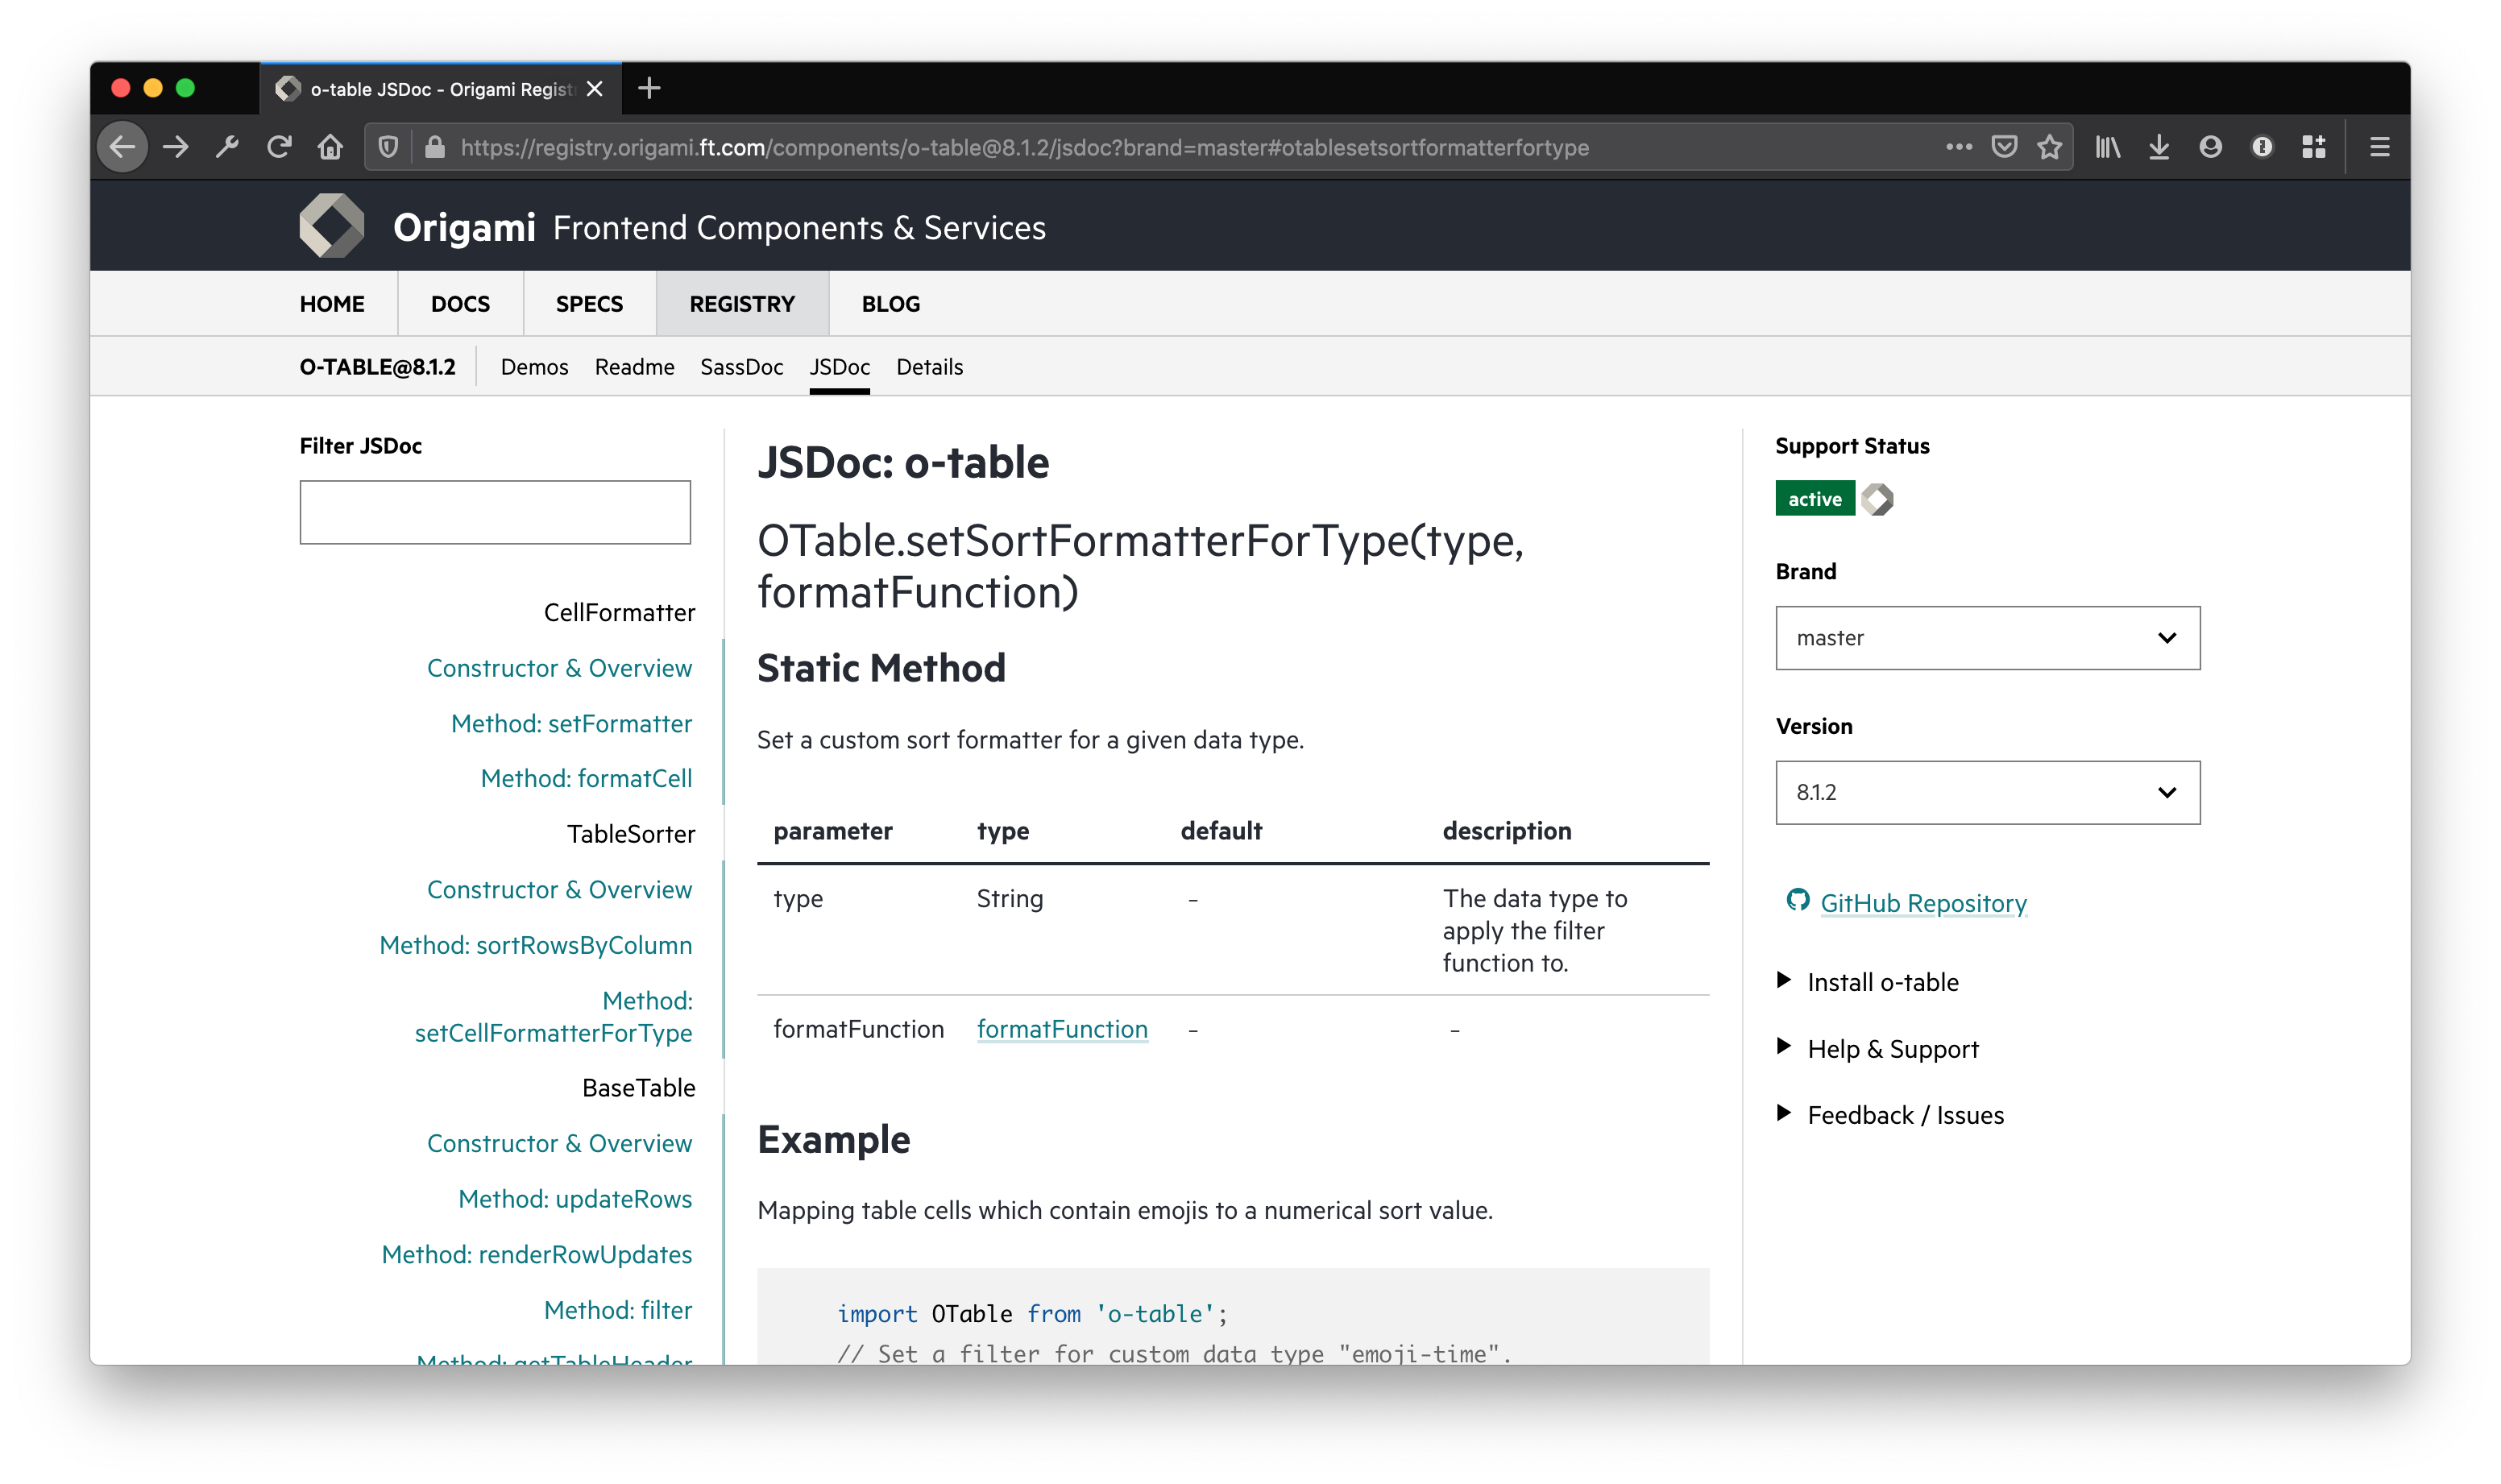 o-table JSDoc - Origami Regist
https://registry.origami.ft.com/components/o-table@8.1.2/jsdoc?brand=master#otablesetsortformatterfortype
Origami Frontend Components & Services
HOME DOCS SPECS REGISTRY BLOG
O-TABLE@8.1.2 Demos Readme SassDoc JSDoc Details
Filter JSDoc
CellFormatter
Constructor & Overview
Method: setFormatter
Method: formatCell
TableSorter
Constructor & Overview
Method: sortRowsByColumn
Method:
setCellFormatterForType
BaseTable
Constructor & Overview
Method: updateRows
Method: renderRowUpdates
Method: filter
Method: getTableHeader
JSDoc: o-table
OTable.setSortFormatterForType(type,
formatFunction)
Static Method
Set a custom sort formatter for a given data type.
parameter type default description
type String – The data type to
apply the filter
function to.
formatFunction formatFunction – –
Example
Mapping table cells which contain emojis to a numerical sort value.
import OTable from 'o-table';
// Set a filter for custom data type "emoji-time".
Support Status
active
Brand
master
Version
8.1.2
GitHub Repository
Install o-table
Help & Support
Feedback / Issues